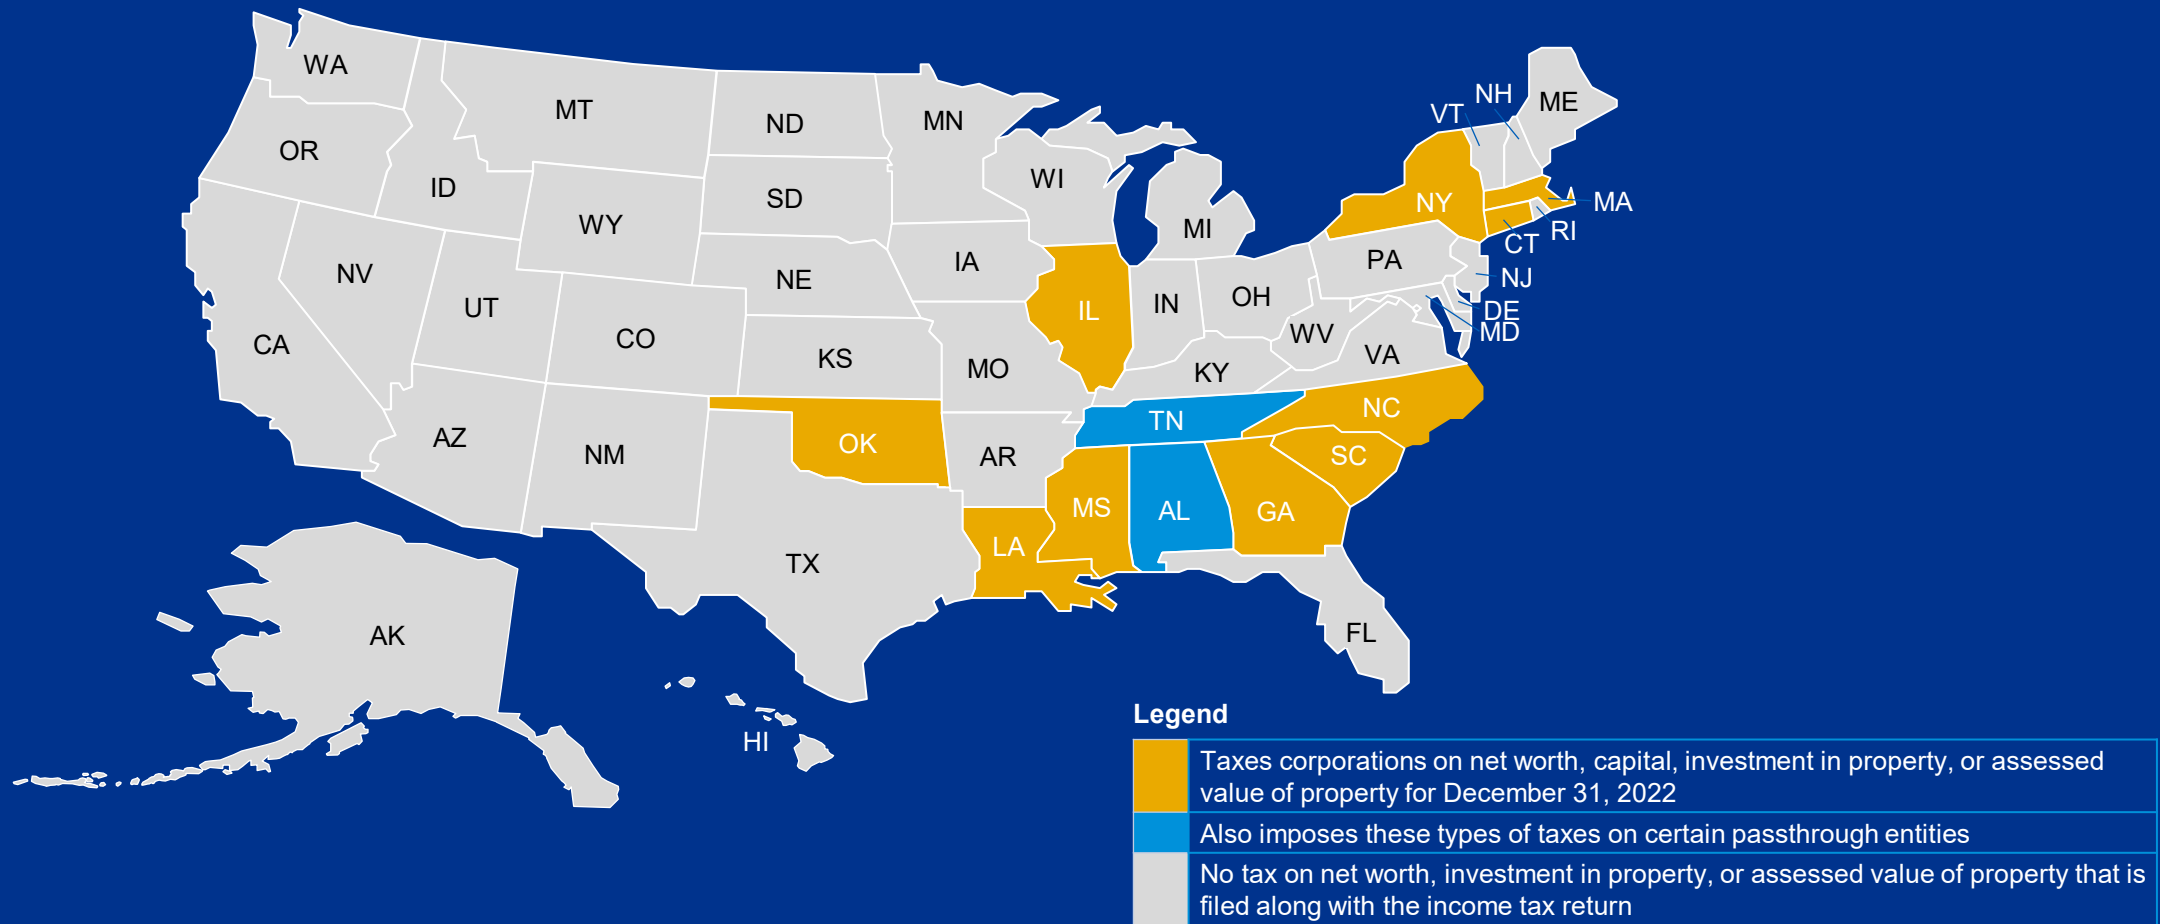 WA
MT
ND
MN
OR
ID
SD
WI
WY
MI
VT
NH
ME
NY
MA
CT
RI
NV
UT
CO
NE
IA
PA
NJ
CA
KS
MO
IL
IN
OH
WV
DE
MD
VA
KY
AZ
NM
OK
AR
TN
NC
SC
TX
LA
MS
AL
GA
FL
AK
HI
Legend
Taxes corporations on net worth, capital, investment in property, or assessed
value of property for December 31, 2022
Also imposes these types of taxes on certain passthrough entities
No tax on net worth, investment in property, or assessed value of property that is
filed along with the income tax return